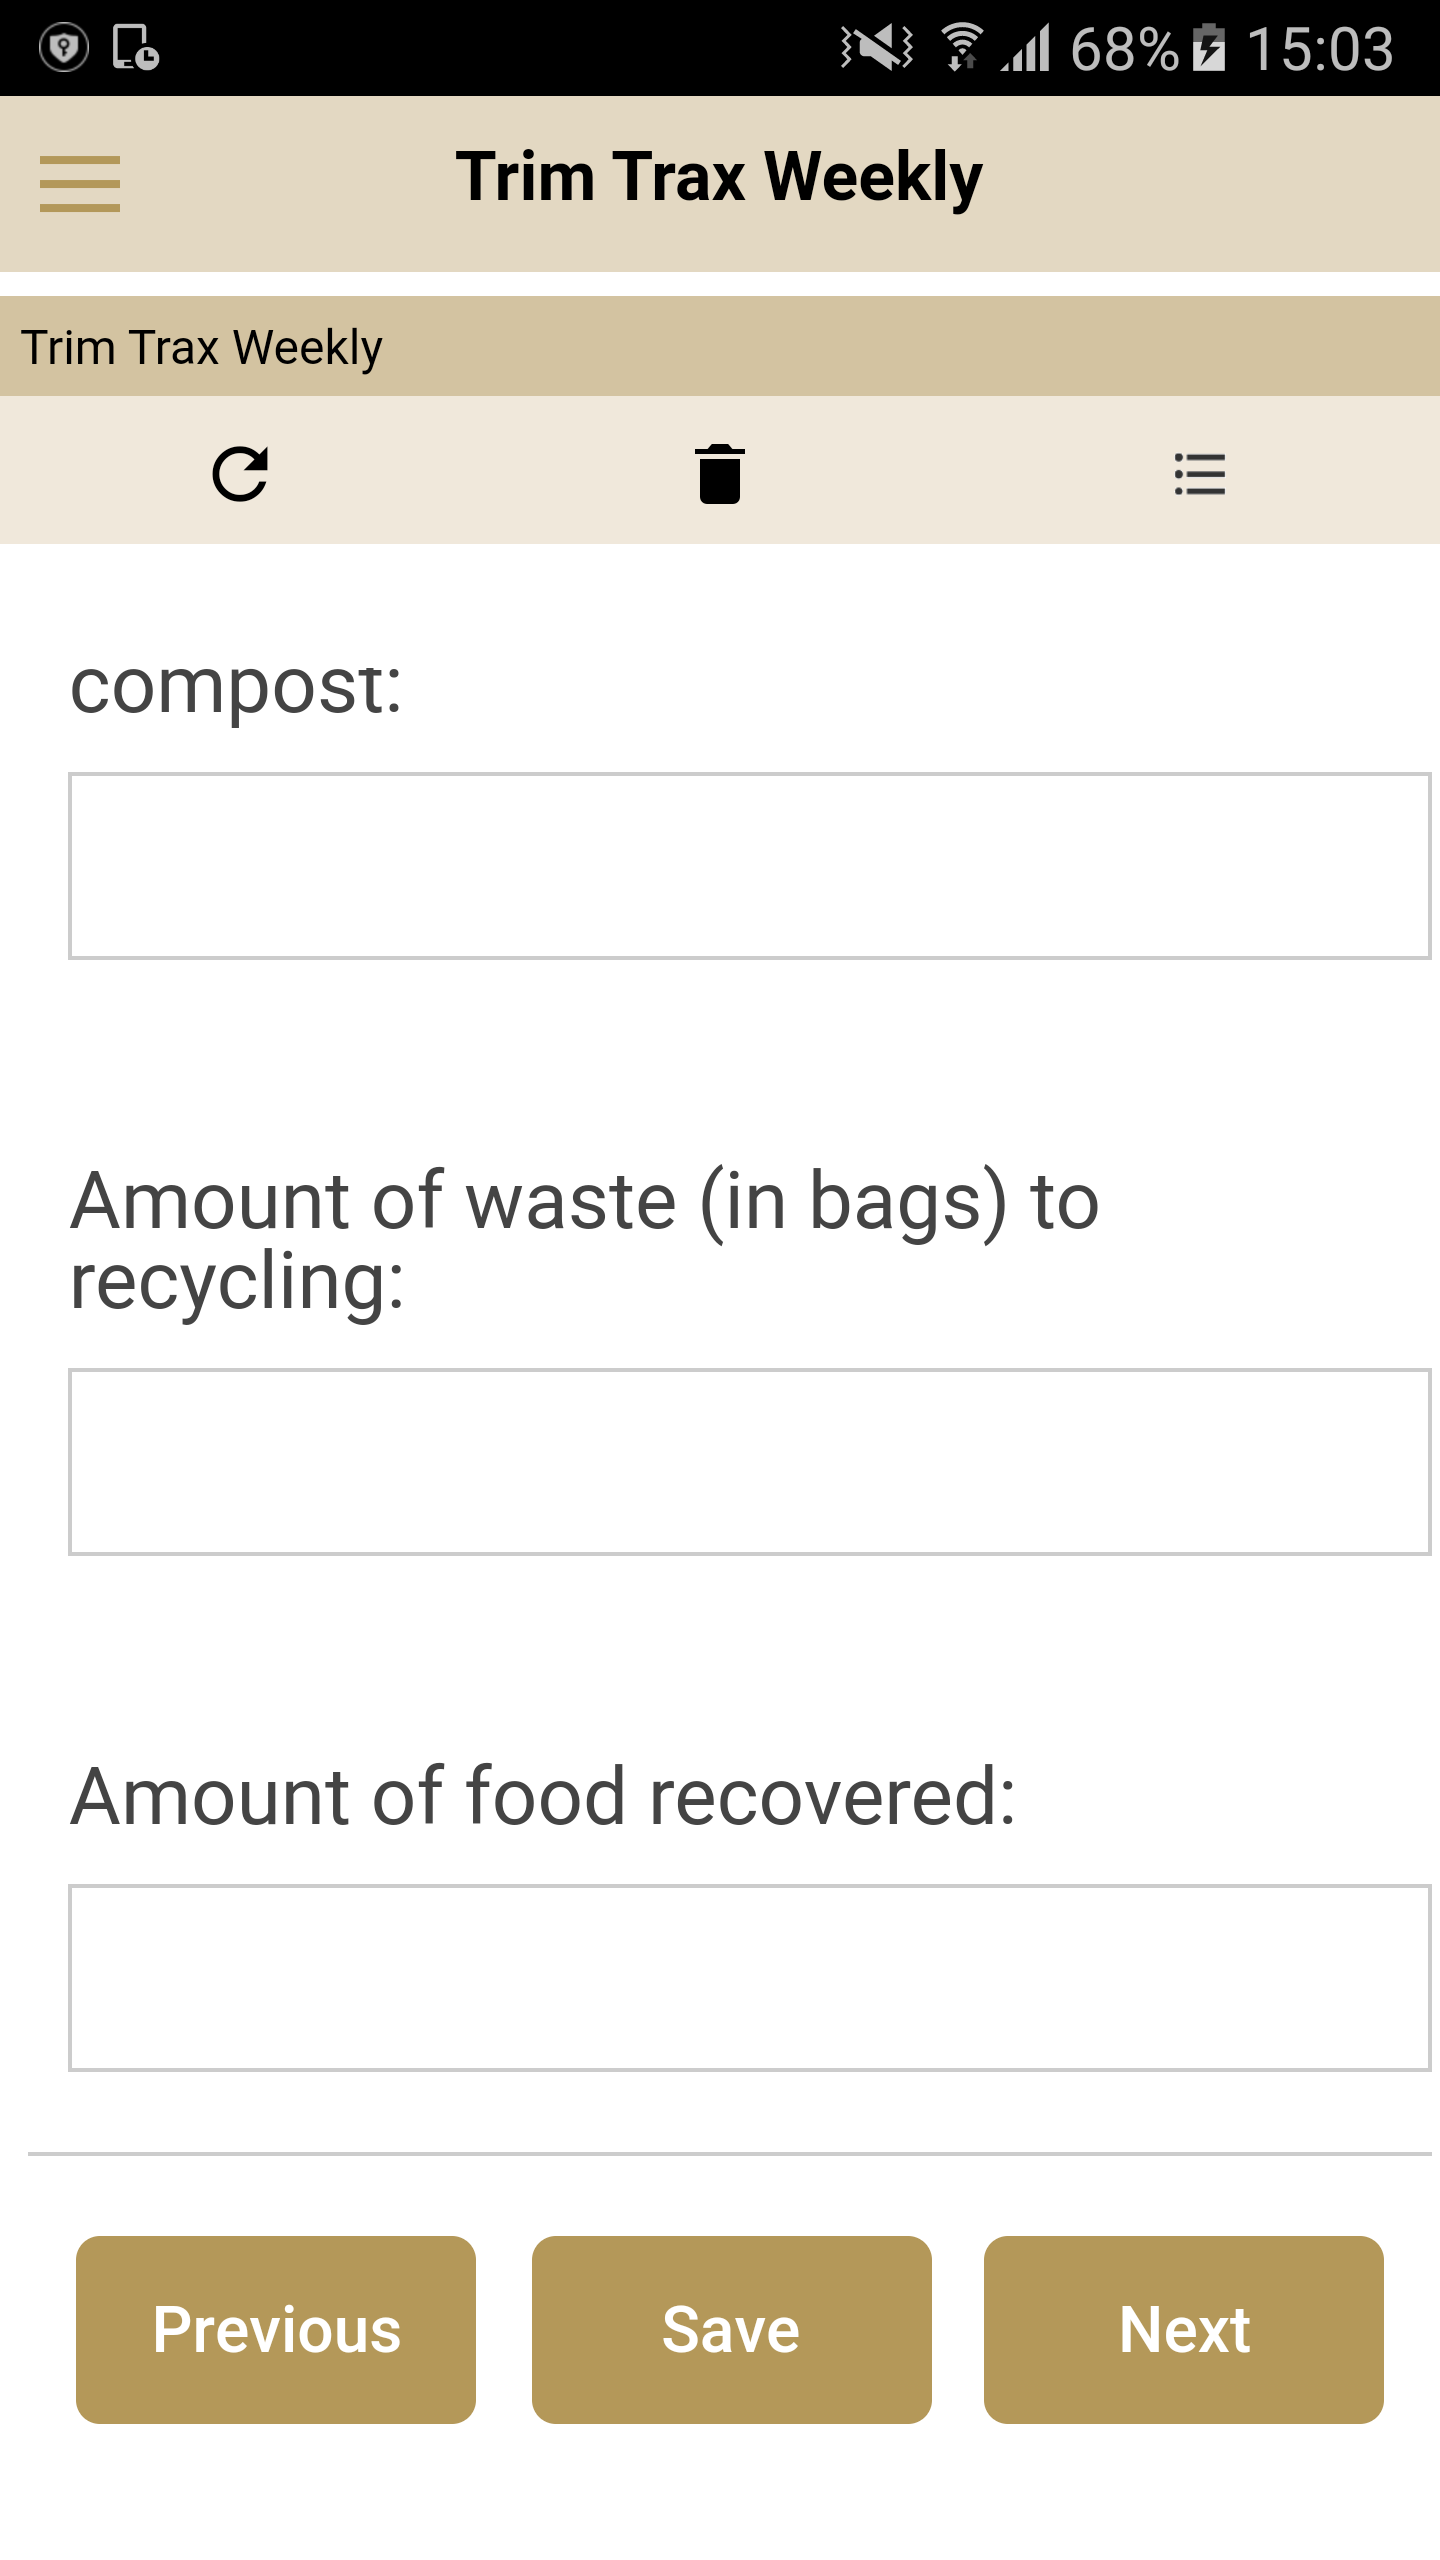 68% 15:03
Trim Trax Weekly
Trim Trax Weekly
compost:
Amount of waste (in bags) to
recycling:
Amount of food recovered:
Previous Save Next